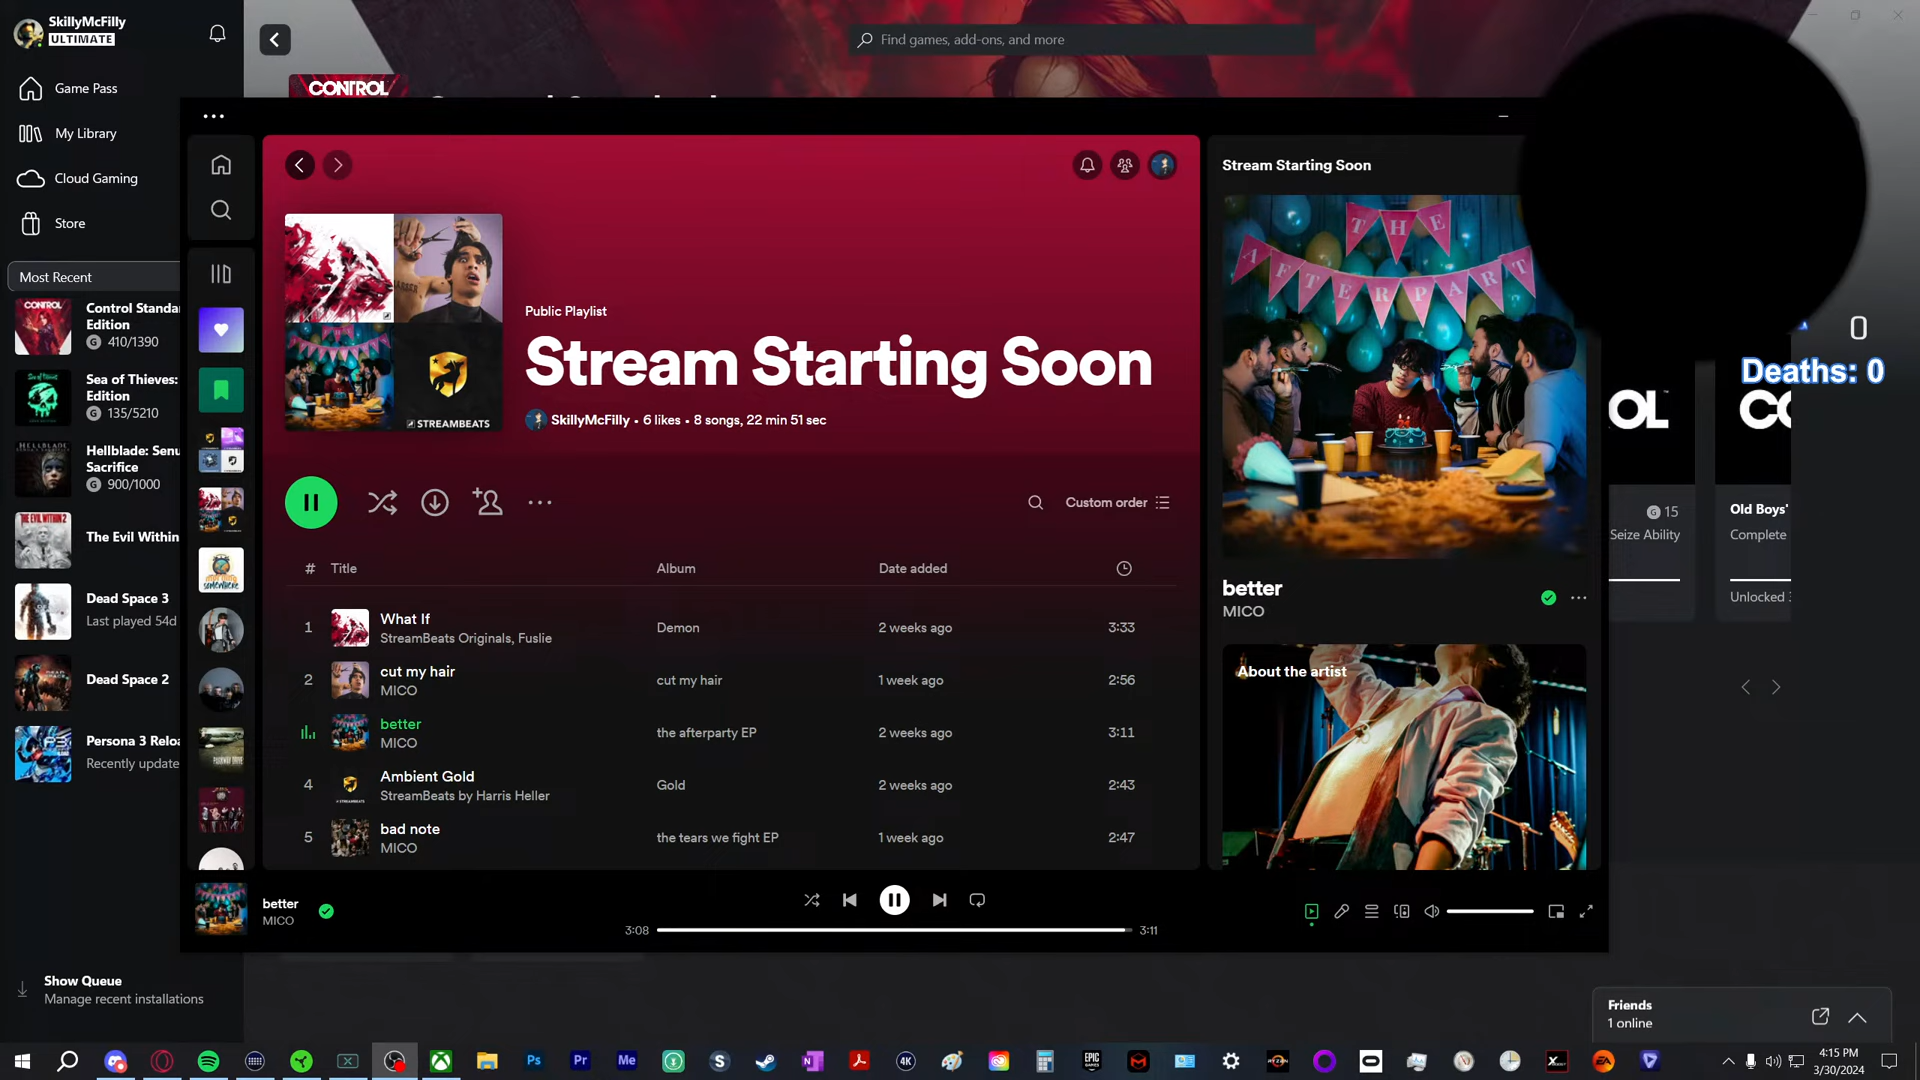 SkillyMcFilly
ULTIMATE
Game Pass
My Library
Cloud Gaming
Store
Most Recent
Control Standa
Edition
410/1390
Sea of Thieves:
Edition
135/5210
Hellblade: Senu
Sacrifice
900/1000
The Evil Within
Dead Space 3
Last played 54d
Dead Space 2
Persona 3 Reloa
Recently update
Show Queue
Manage recent installations
Find games, add-ons, and more
CONTROL
Public Playlist
Stream Starting Soon
SkillyMcFilly • 6 likes • 8 songs, 22 min 51 sec
STREAMBEATS
Custom order
# Title Album Date added
1 What If Demon 2 weeks ago 3:33
StreamBeats Originals, Fuslie
2 cut my hair cut my hair 1 week ago 2:56
MICO
better the afterparty EP 2 weeks ago 3:11
MICO
4 Ambient Gold Gold 2 weeks ago 2:43
StreamBeats by Harris Heller
5 bad note the tears we fight EP 1 week ago 2:47
MICO
Stream Starting Soon
THE
AFTERPART
better
MICO
About the artist
0
Deaths: 0
OL
CO
15
Seize Ability
Old Boys'
Complete
Unlocked
better
MICO
3:08
3:11
Friends
1 online
4:15 PM
3/30/2024